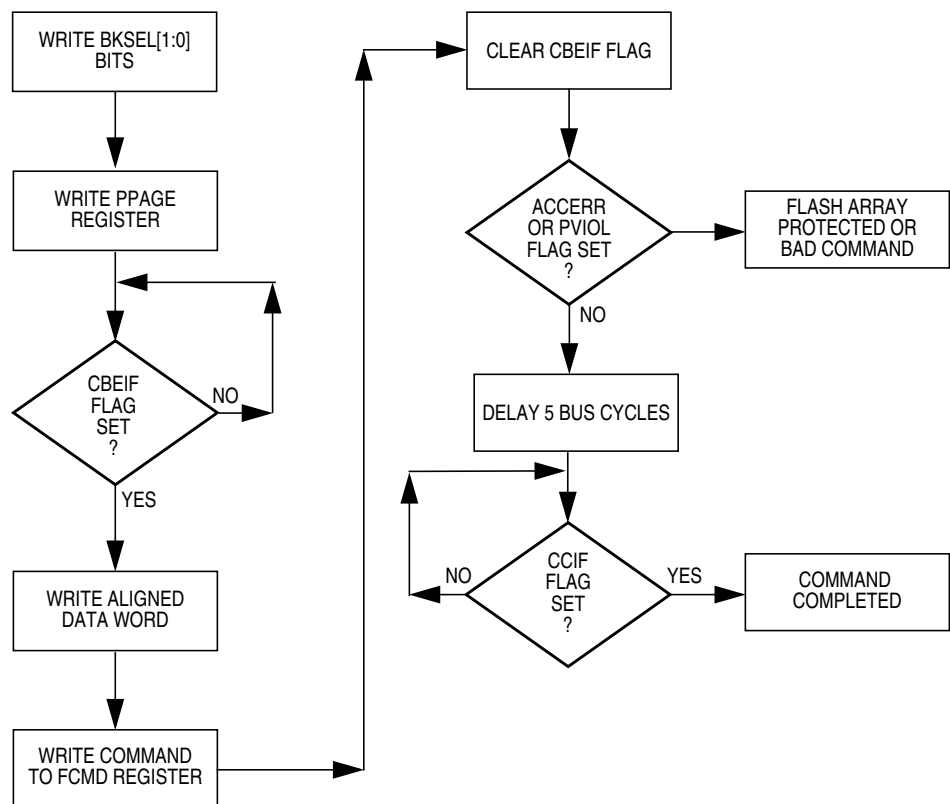 WRITE BKSEL[1:0]
BITS
WRITE PPAGE
REGISTER
CBEIF
FLAG
SET
?
NO
YES
WRITE ALIGNED
DATA WORD
WRITE COMMAND
TO FCMD REGISTER
CLEAR CBEIF FLAG
ACCERR
OR PVIOL
FLAG SET
?
FLASH ARRAY
PROTECTED OR
BAD COMMAND
NO
DELAY 5 BUS CYCLES
CCIF
FLAG
SET
?
NO
YES
COMMAND
COMPLETED